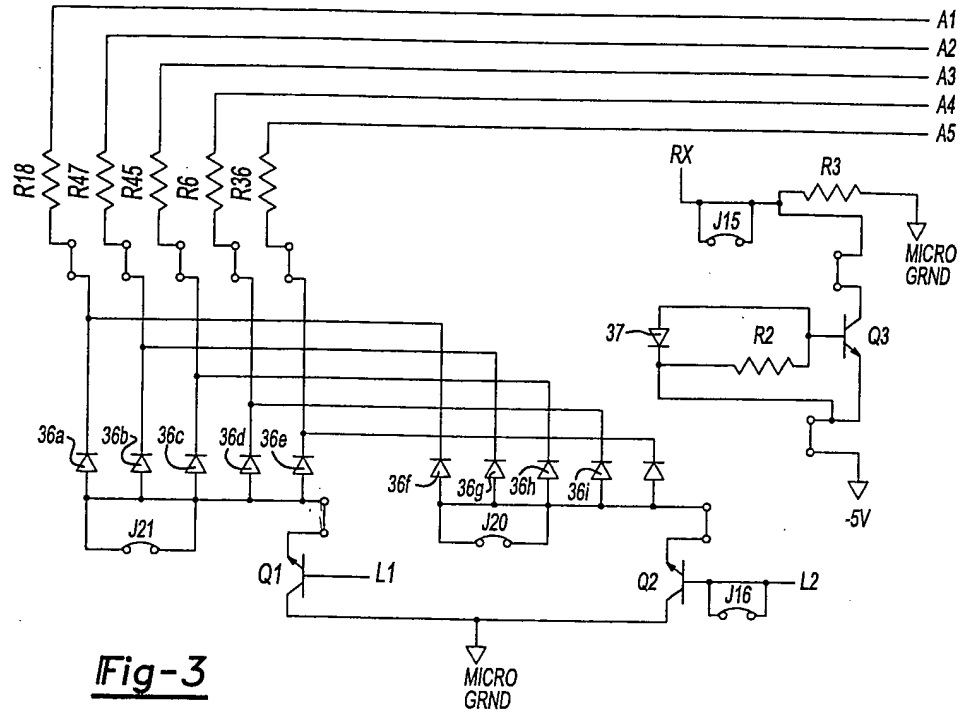 A1
A2
A3
A4
A5
R18
R47
R45
R6
R36
RX
R3
J15
MICRO
GRND
37
R2
Q3
36a
36b
36c
36d
36e
36f
36g
36h
36i
-5V
J21
J20
Q1
L1
Q2
J16
L2
MICRO
GRND
Fig-3